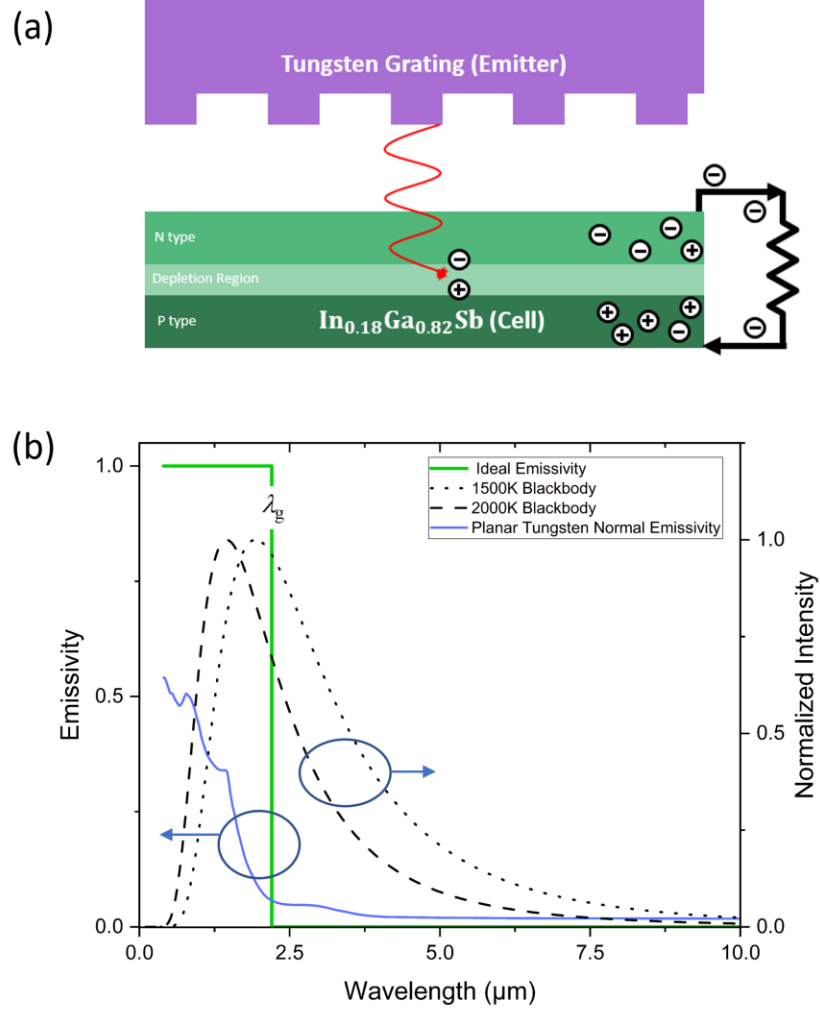 (a)
Tungsten Grating (Emitter)
N type
Depletion Region
P type
In0.18Ga0.82Sb (Cell)
(b)
Ideal Emissivity
1500K Blackbody
2000K Blackbody
Planar Tungsten Normal Emissivity
λg
1.0
0.5
0.0
Emissivity
1.0
0.5
0.0
Normalized Intensity
0.0
2.5
5.0
7.5
10.0
Wavelength (μm)